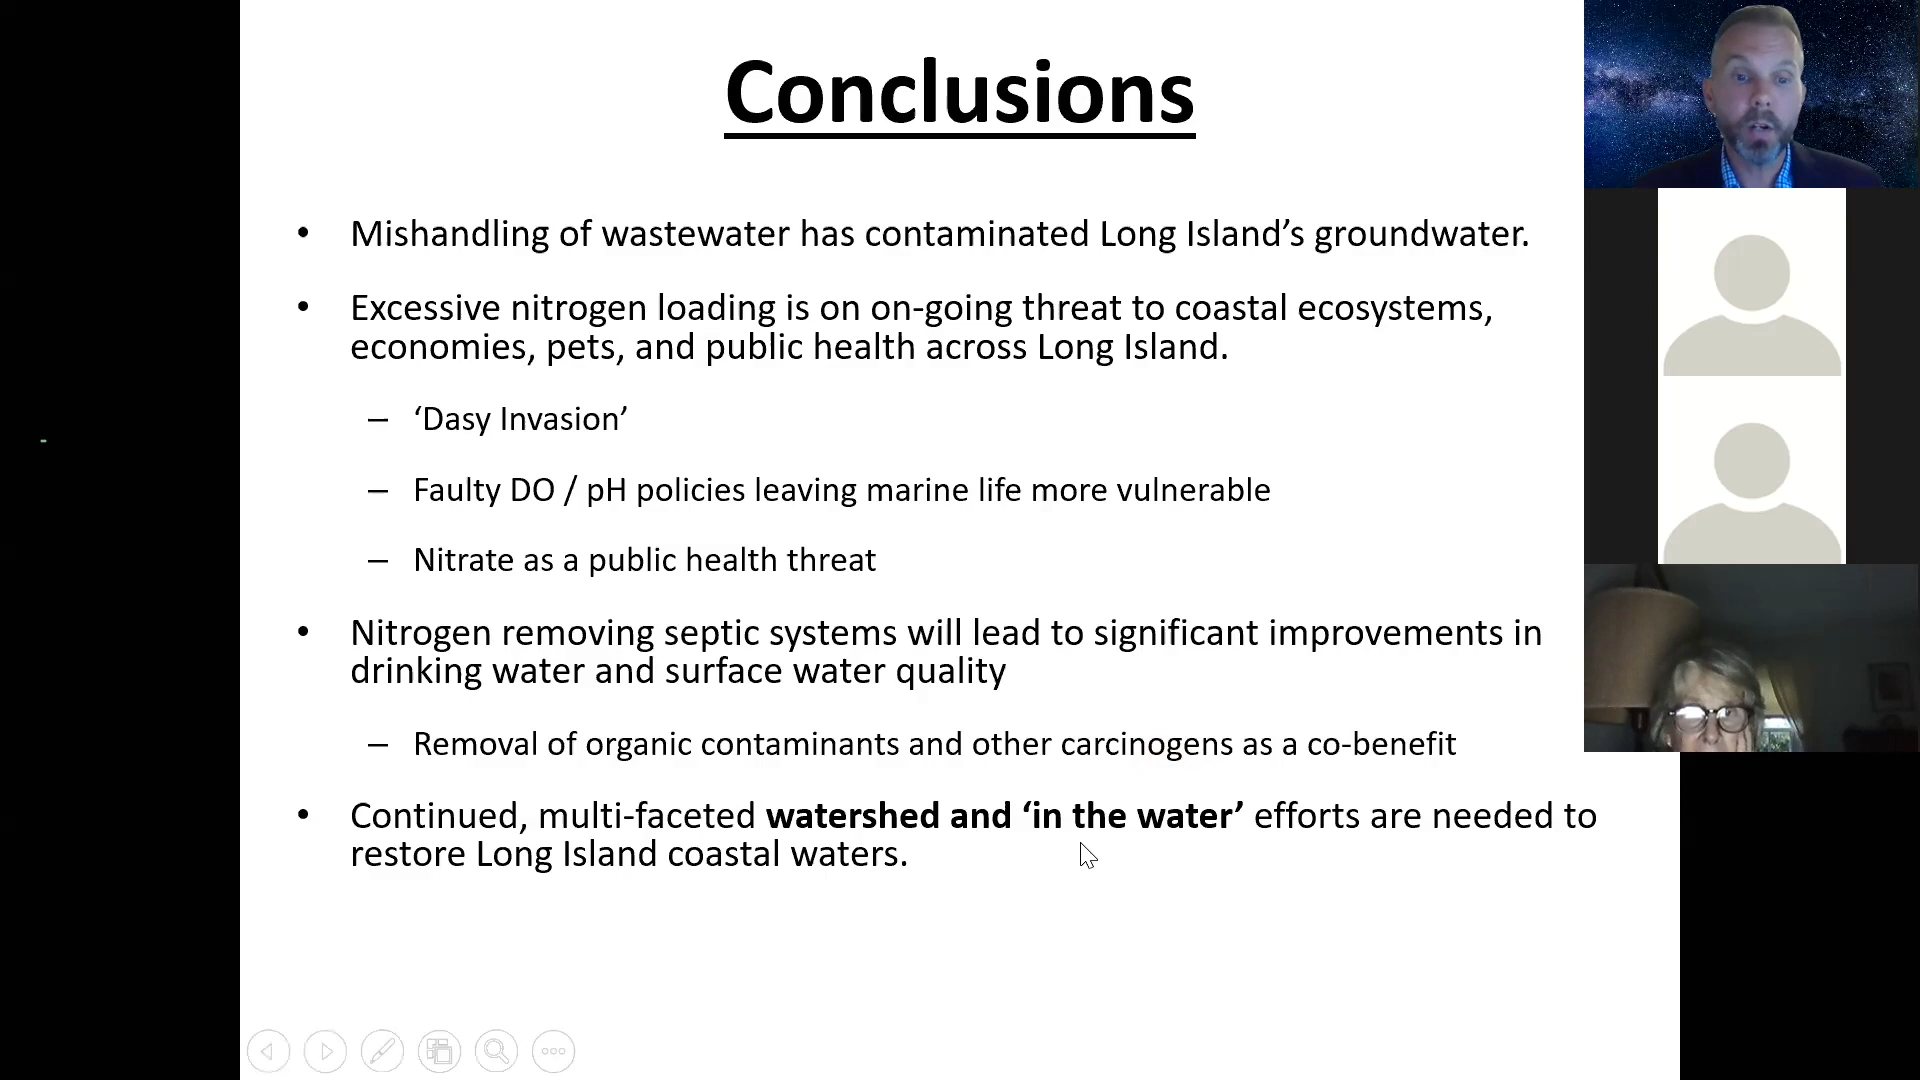 Conclusions
• Mishandling of wastewater has contaminated Long Island’s groundwater.
• Excessive nitrogen loading is on on-going threat to coastal ecosystems,
economies, pets, and public health across Long Island.
– ‘Dasy Invasion’
– Faulty DO / pH policies leaving marine life more vulnerable
– Nitrate as a public health threat
• Nitrogen removing septic systems will lead to significant improvements in
drinking water and surface water quality
– Removal of organic contaminants and other carcinogens as a co-benefit
• Continued, multi-faceted watershed and ‘in the water’ efforts are needed to
restore Long Island coastal waters.